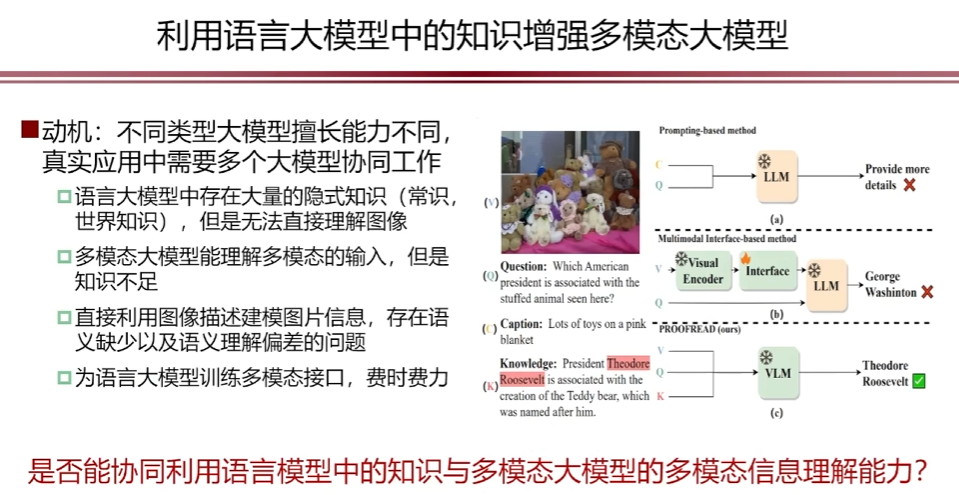 利用语言大模型中的知识增强多模态大模型
动机：不同类型大模型擅长能力不同，
真实应用中需要多个大模型协同工作
语言大模型中存在大量的隐式知识（常识，
世界知识），但是无法直接理解图像
多模态大模型能理解多模态的输入，但是
知识不足
直接利用图像描述建模图片信息，存在语
义缺少以及语义理解偏差的问题
为语言大模型训练多模态接口，费时费力
(V)
(Q) Question: Which American
president is associated with the
stuffed animal seen here?
(C) Caption: Lots of toys on a pink
blanket
Knowledge: President Theodore
(K) Roosevelt is associated with the
creation of the Teddy bear, which
was named after him.
Prompting-based method
C
Q
LLM
Provide more
details
(a)
Multimodal Interface-based method
V
Visual
Encoder
Interface
Q
LLM
George
Washinton
(b)
PROOFREAD (ours)
V
Q
K
VLM
Theodore
Roosevelt
(c)
是否能协同利用语言模型中的知识与多模态大模型的多模态信息理解能力？